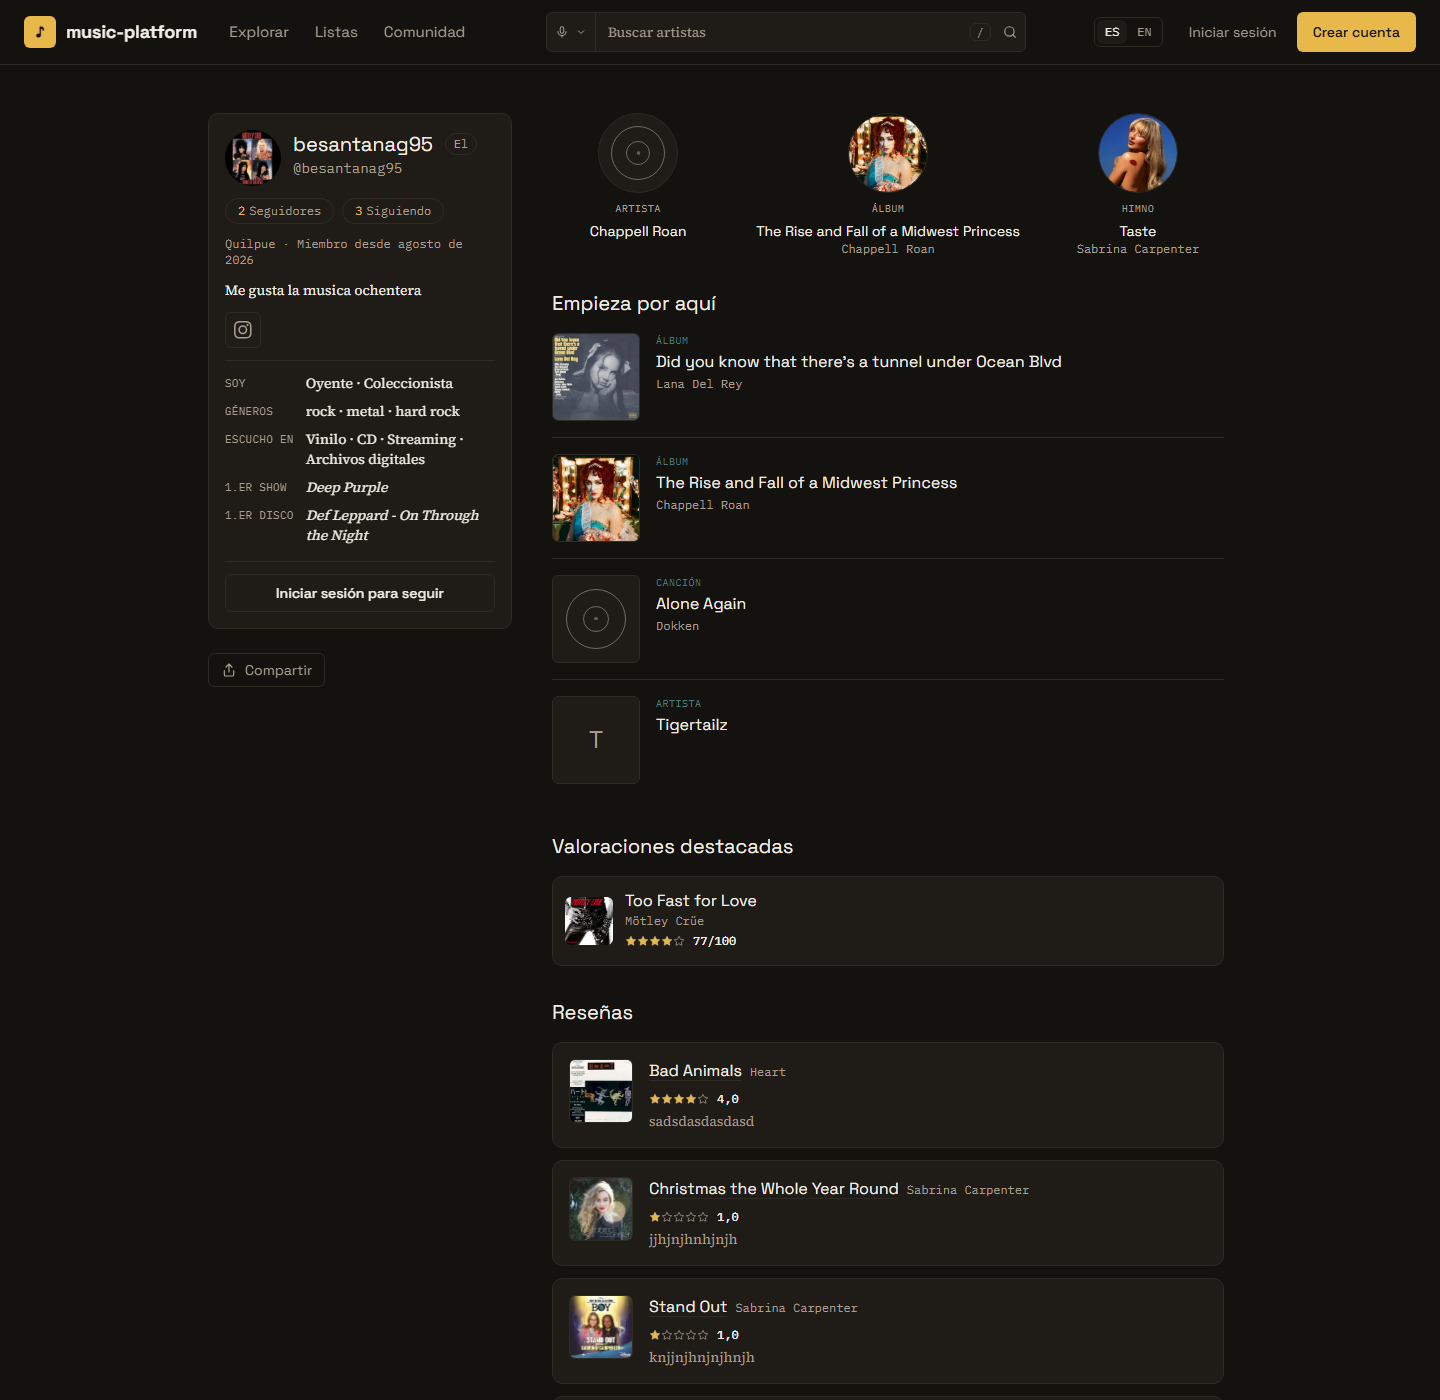 music-platform
Explorar
Listas
Comunidad
Buscar artistas
/
ES
EN
Iniciar sesión
Crear cuenta
besantanag95
El
@besantanag95
2 Seguidores
3 Siguiendo
Quilpue · Miembro desde agosto de
2026
Me gusta la musica ochentera
SOY
Oyente · Coleccionista
GÉNEROS
rock · metal · hard rock
ESCUCHO EN
Vinilo · CD · Streaming ·
Archivos digitales
1.ER SHOW
Deep Purple
1.ER DISCO
Def Leppard - On Through
the Night
Iniciar sesión para seguir
Compartir
ARTISTA
Chappell Roan
ÁLBUM
The Rise and Fall of a Midwest Princess
Chappell Roan
HIMNO
Taste
Sabrina Carpenter
Empieza por aquí
ÁLBUM
Did you know that there's a tunnel under Ocean Blvd
Lana Del Rey
ÁLBUM
The Rise and Fall of a Midwest Princess
Chappell Roan
CANCIÓN
Alone Again
Dokken
ARTISTA
T
Tigertailz
Valoraciones destacadas
Too Fast for Love
Mötley Crüe
77/100
Reseñas
Bad Animals Heart
4,0
sadsdasdasdasd
Christmas the Whole Year Round Sabrina Carpenter
1,0
jjhjnjhnhjnjh
Stand Out Sabrina Carpenter
1,0
knjjnjhnjnjhnjh